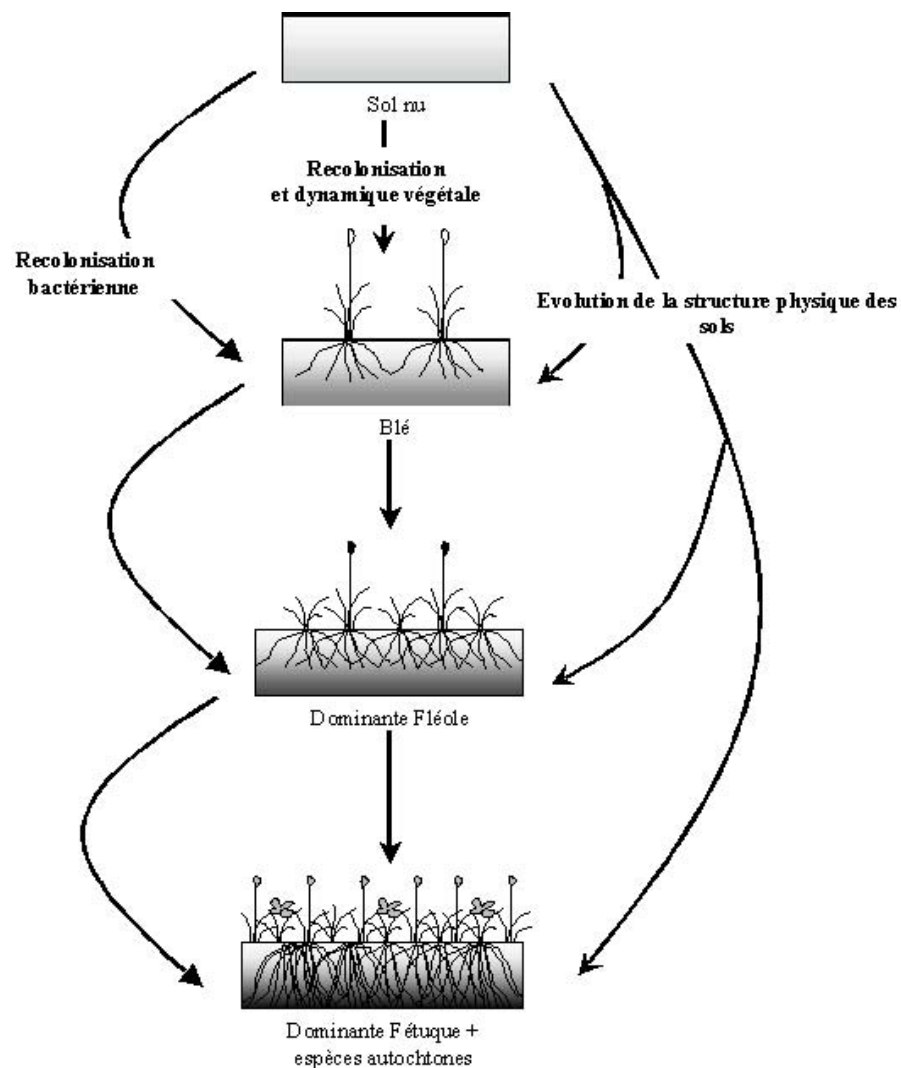 Sol nu
Recolonisation
et dynamique végétale
Recolonisation
bactérienne
Evolution de la structure physique des
sols
Blé
Dominante Fléole
Dominante Fétuque +
espèces autochtones